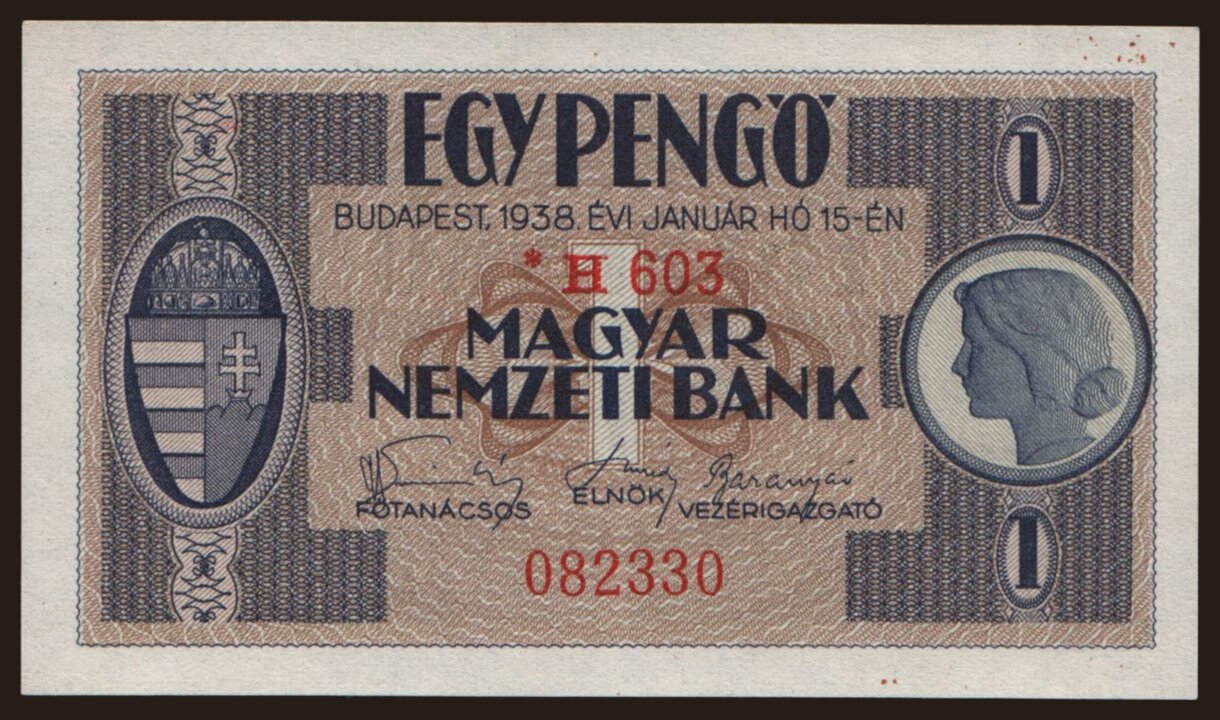 EGY PENGŐ
1
BUDAPEST, 1938. ÉVI JANUÁR HÓ 15-ÉN
* H 603
MAGYAR
NEMZETI BANK
FŐTANÁCSOS ELNÖK VEZÉRIGAZGATÓ
1
082330